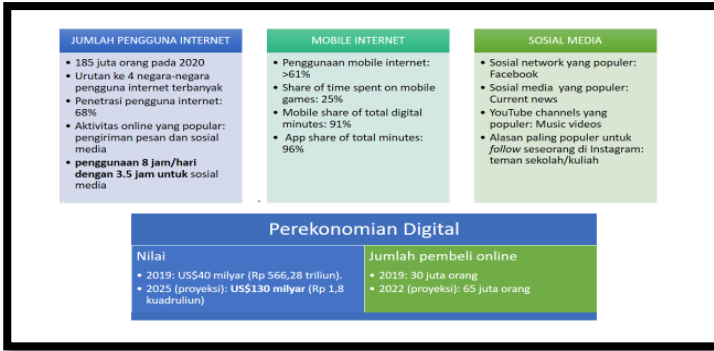 JUMLAH PENGGUNA INTERNET
• 185 juta orang pada 2020
• Urutan ke 4 negara-negara
pengguna internet terbanyak
• Penetrasi pengguna internet:
68%
• Aktivitas online yang popular:
pengiriman pesan dan sosial
media
• penggunaan 8 jam/hari
dengan 3.5 jam untuk sosial
media
MOBILE INTERNET
• Penggunaan mobile internet:
>61%
• Share of time spent on mobile
games: 25%
• Mobile share of total digital
minutes: 91%
• App share of total minutes:
96%
SOSIAL MEDIA
• Sosial network yang populer:
Facebook
• Sosial media yang populer:
Current news
• YouTube channels yang
populer: Music videos
• Alasan paling populer untuk
follow seseorang di Instagram:
teman sekolah/kuliah
Perekonomian Digital
Nilai
• 2019: US$40 milyar (Rp 566,28 triliun).
• 2025 (proyeksi): US$130 milyar (Rp 1,8
kuadruliun)
Jumlah pembeli online
• 2019: 30 juta orang
• 2022 (proyeksi): 65 juta orang